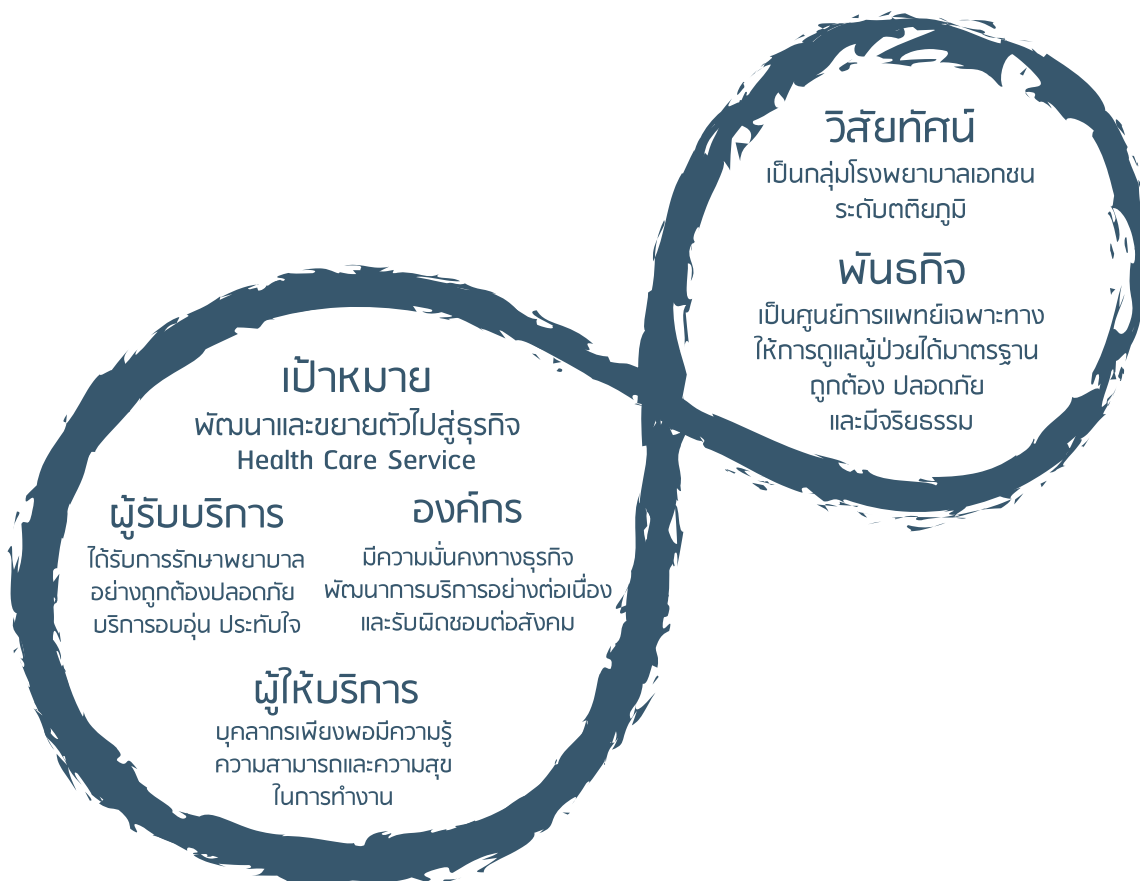 วิสัยทัศน์
เป็นกลุ่มโรงพยาบาลเอกชน
ระดับตติยภูมิ
พันธกิจ
เป็นศูนย์การแพทย์เฉพาะทาง
ให้การดูแลผู้ป่วยได้มาตรฐาน
ถูกต้อง ปลอดภัย
และมีจริยธรรม
เป้าหมาย
พัฒนาและขยายตัวไปสู่ธุรกิจ
Health Care Service
ผู้รับบริการ
ได้รับการรักษาพยาบาล
อย่างถูกต้องปลอดภัย
บริการอบอุ่น ประทับใจ
องค์กร
มีความมั่นคงทางธุรกิจ
พัฒนาการบริการอย่างต่อเนื่อง
และรับผิดชอบต่อสังคม
ผู้ให้บริการ
บุคลากรเพียงพอมีความรู้
ความสามารถและความสุข
ในการทำงาน